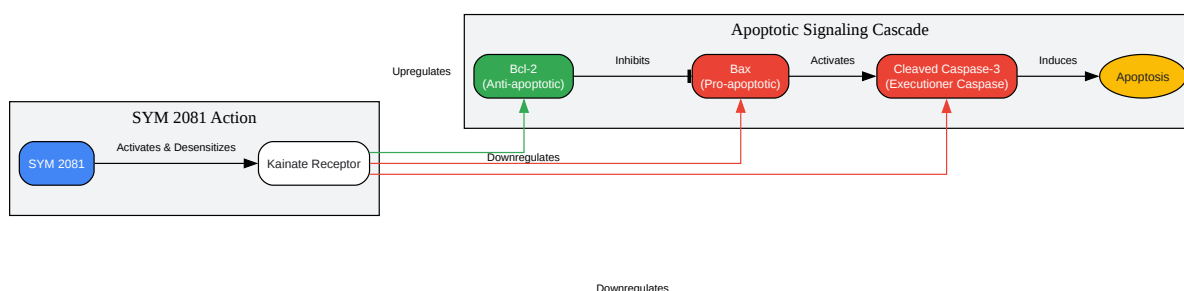 Apoptotic Signaling Cascade
Upregulates
Bcl-2
(Anti-apoptotic)
Inhibits
Bax
(Pro-apoptotic)
Activates
Cleaved Caspase-3
(Executioner Caspase)
Induces
Apoptosis
SYM 2081 Action
SYM 2081
Activates & Desensitizes
Kainate Receptor
Downregulates
Downregulates